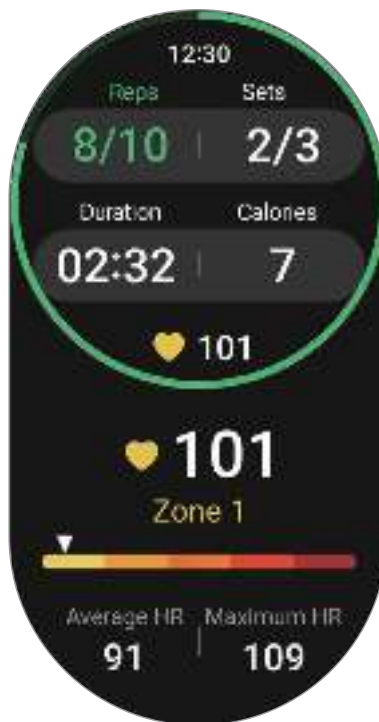 12:30
Reps Sets
8/10 2/3
Duration Calories
02:32 7
101
101
Zone 1
Average HR Maximum HR
91 109